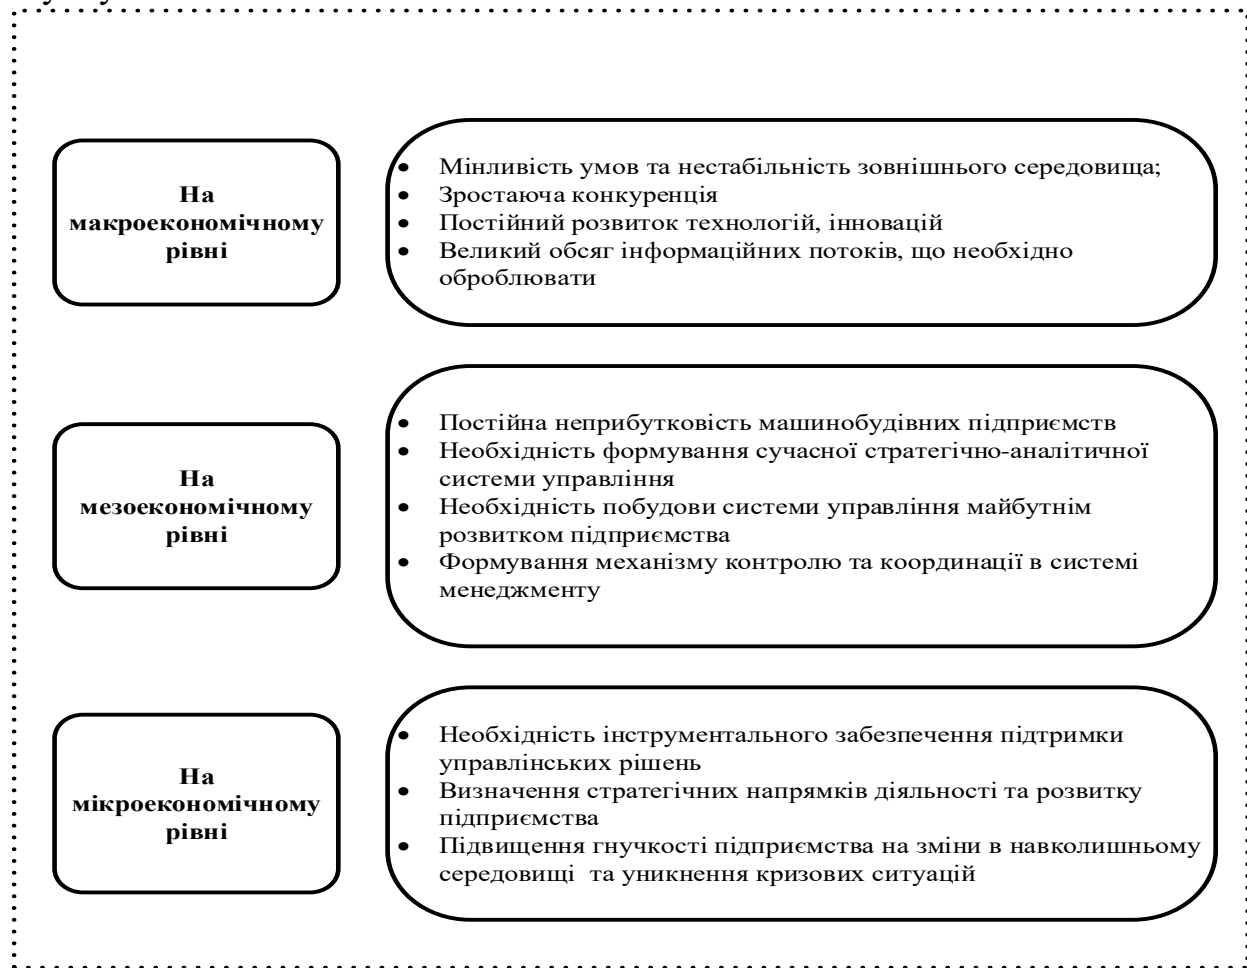 На
макроекономічному
рівні
• Мінливість умов та нестабільність зовнішнього середовища;
• Зростаюча конкуренція
• Постійний розвиток технологій, інновацій
• Великий обсяг інформаційних потоків, що необхідно
оброблювати
На
мезоекономічному
рівні
• Постійна неприбутковість машинобудівних підприємств
• Необхідність формування сучасної стратегічно-аналітичної
системи управління
• Необхідність побудови системи управління майбутнім
розвитком підприємства
• Формування механізму контролю та координації в системі
менеджменту
На
мікроекономічному
рівні
• Необхідність інструментального забезпечення підтримки
управлінських рішень
• Визначення стратегічних напрямків діяльності та розвитку
підприємства
• Підвищення гнучкості підприємства на зміни в навколишньому
середовищі  та уникнення кризових ситуацій